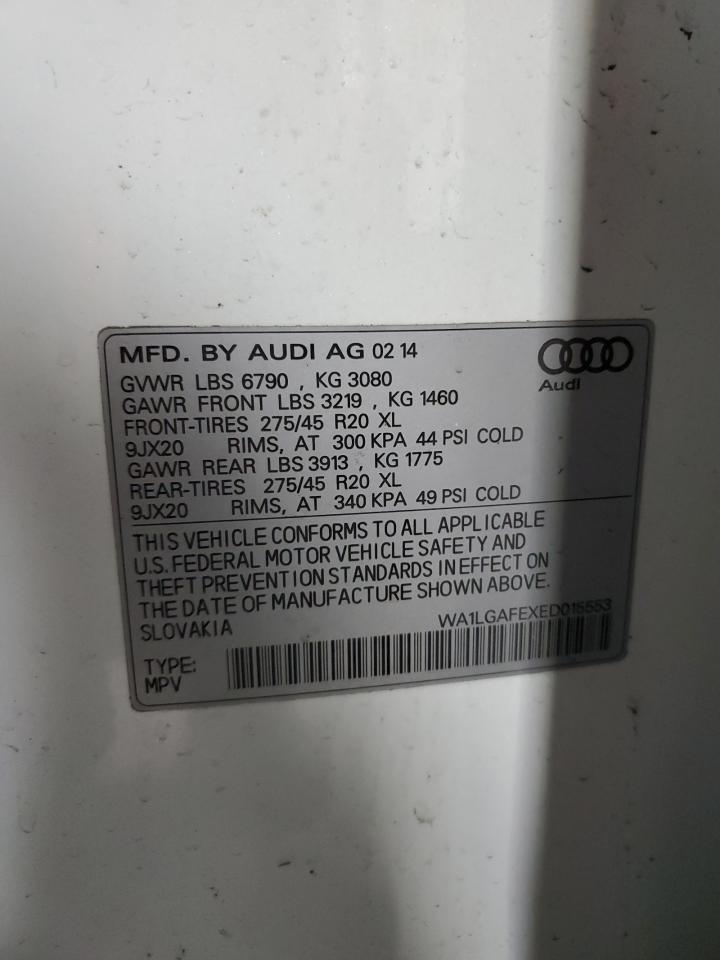 MFD. BY AUDI AG 02 14
Audi
GVWR LBS 6790 , KG 3080
GAWR FRONT LBS 3219 , KG 1460
FRONT-TIRES 275/45 R20 XL
9JX20 RIMS, AT 300 KPA 44 PSI COLD
GAWR REAR LBS 3913 , KG 1775
REAR-TIRES 275/45 R20 XL
9JX20 RIMS, AT 340 KPA 49 PSI COLD
THIS VEHICLE CONFORMS TO ALL APPLICABLE
U.S. FEDERAL MOTOR VEHICLE SAFETY AND
THEFT PREVENTION STANDARDS IN EFFECT ON
THE DATE OF MANUFACTURE SHOWN ABOVE.
SLOVAKIA
WA1LGAFEXED015553
TYPE:
MPV